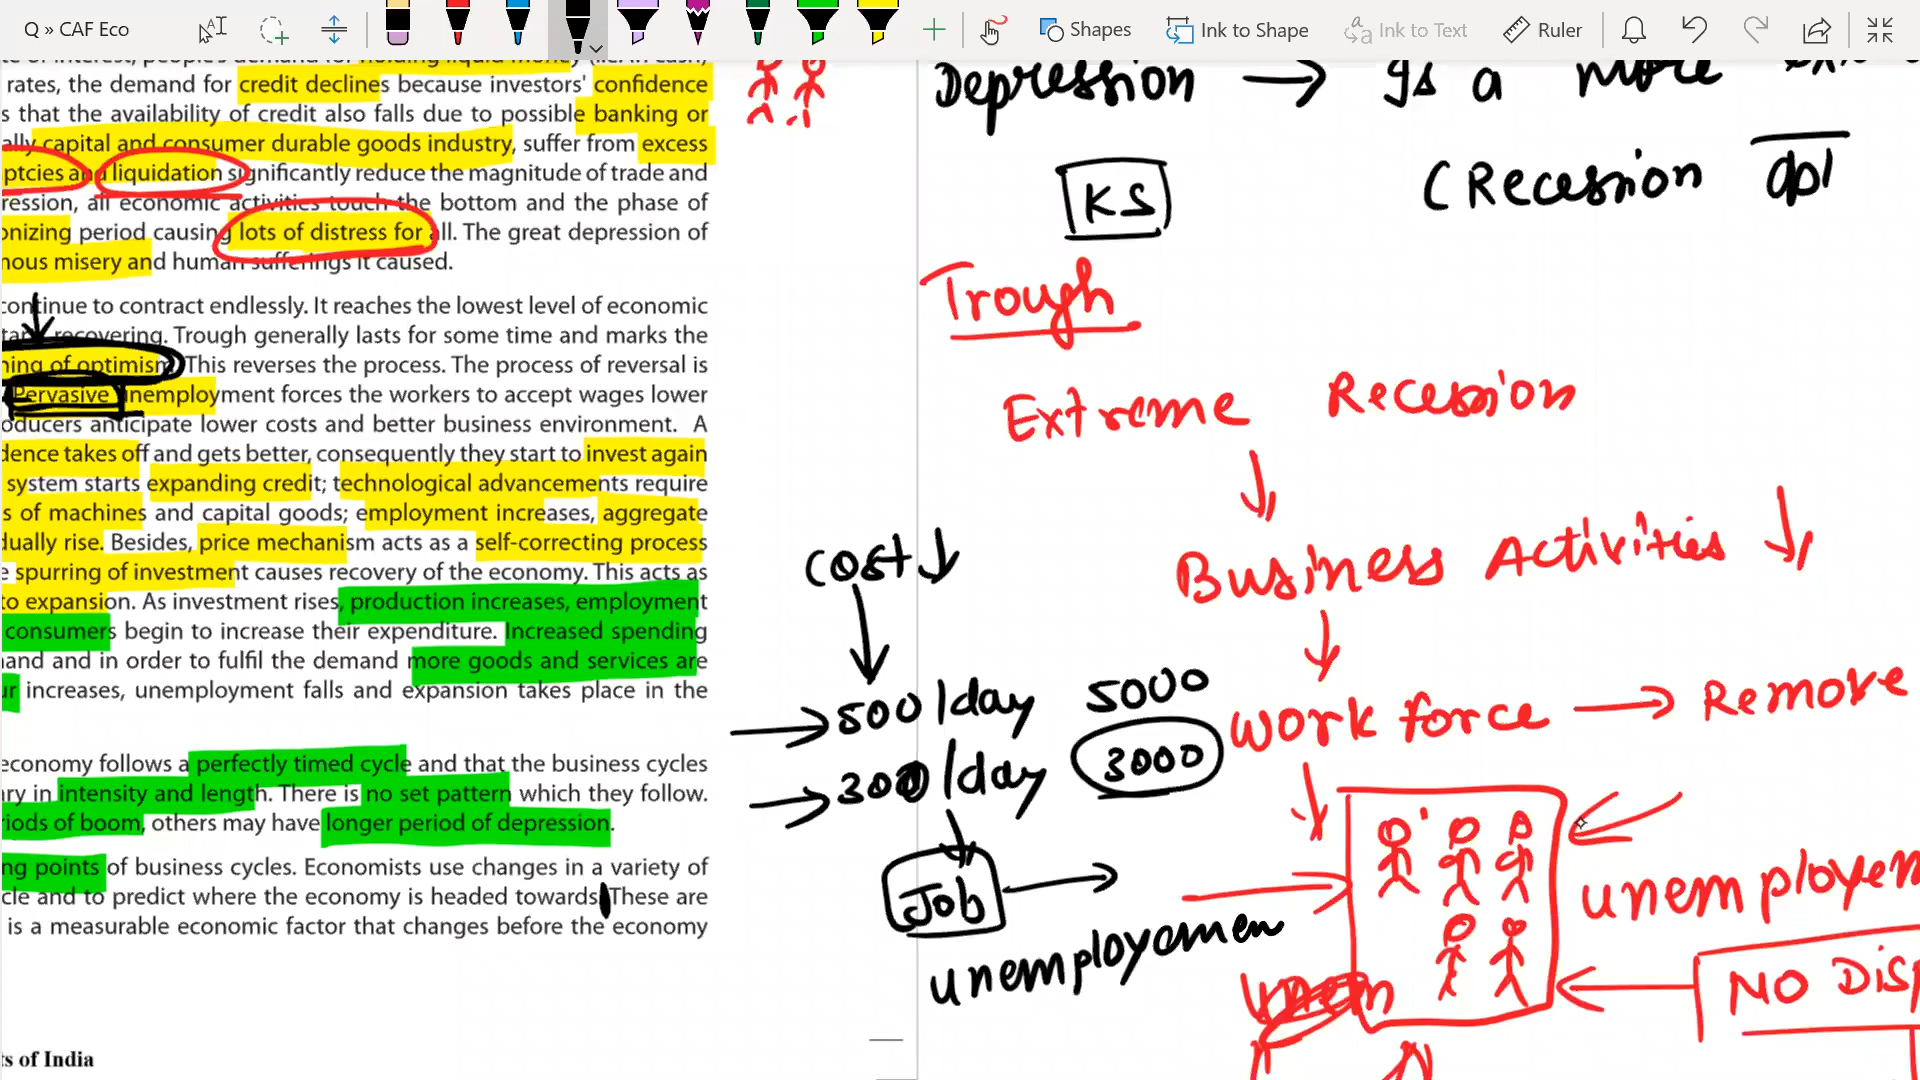 Q » CAF Eco
Shapes
Ink to Shape
Ink to Text
Ruler
rates, the demand for credit declines because investors' confidence
s that the availability of credit also falls due to possible banking or
ally capital and consumer durable goods industry, suffer from excess
ptcies and liquidation significantly reduce the magnitude of trade and
ression, all economic activities touch the bottom and the phase of
onizing period causing lots of distress for all. The great depression of
nous misery and human sufferings it caused.
continue to contract endlessly. It reaches the lowest level of economic
recovering. Trough generally lasts for some time and marks the
ning of optimism. This reverses the process. The process of reversal is
Pervasive unemployment forces the workers to accept wages lower
oducers anticipate lower costs and better business environment. A
dence takes off and gets better, consequently they start to invest again
system starts expanding credit; technological advancements require
s of machines and capital goods; employment increases, aggregate
dually rise. Besides, price mechanism acts as a self-correcting process
e spurring of investment causes recovery of the economy. This acts as
to expansion. As investment rises, production increases, employment
consumers begin to increase their expenditure. Increased spending
and and in order to fulfil the demand more goods and services are
ur increases, unemployment falls and expansion takes place in the
economy follows a perfectly timed cycle and that the business cycles
ry in intensity and length. There is no set pattern which they follow.
riods of boom, others may have longer period of depression.
ng points of business cycles. Economists use changes in a variety of
cle and to predict where the economy is headed towards. These are
is a measurable economic factor that changes before the economy
ts of India
Depression → Is a more
(Recession
KS
Trough
Extreme Recession
Business Activities ↓
Work force → Remove
cost ↓
500/day 5000
300/day 3000
Job
unemployemen
unemployem
unem
NO DISP